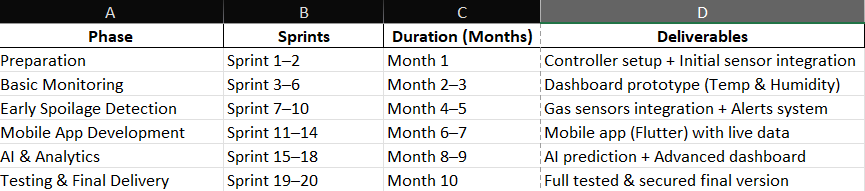 A B C D
Phase Sprints Duration (Months) Deliverables
Preparation Sprint 1–2 Month 1 Controller setup + Initial sensor integration
Basic Monitoring Sprint 3–6 Month 2–3 Dashboard prototype (Temp & Humidity)
Early Spoilage Detection Sprint 7–10 Month 4–5 Gas sensors integration + Alerts system
Mobile App Development Sprint 11–14 Month 6–7 Mobile app (Flutter) with live data
AI & Analytics Sprint 15–18 Month 8–9 AI prediction + Advanced dashboard
Testing & Final Delivery Sprint 19–20 Month 10 Full tested & secured final version